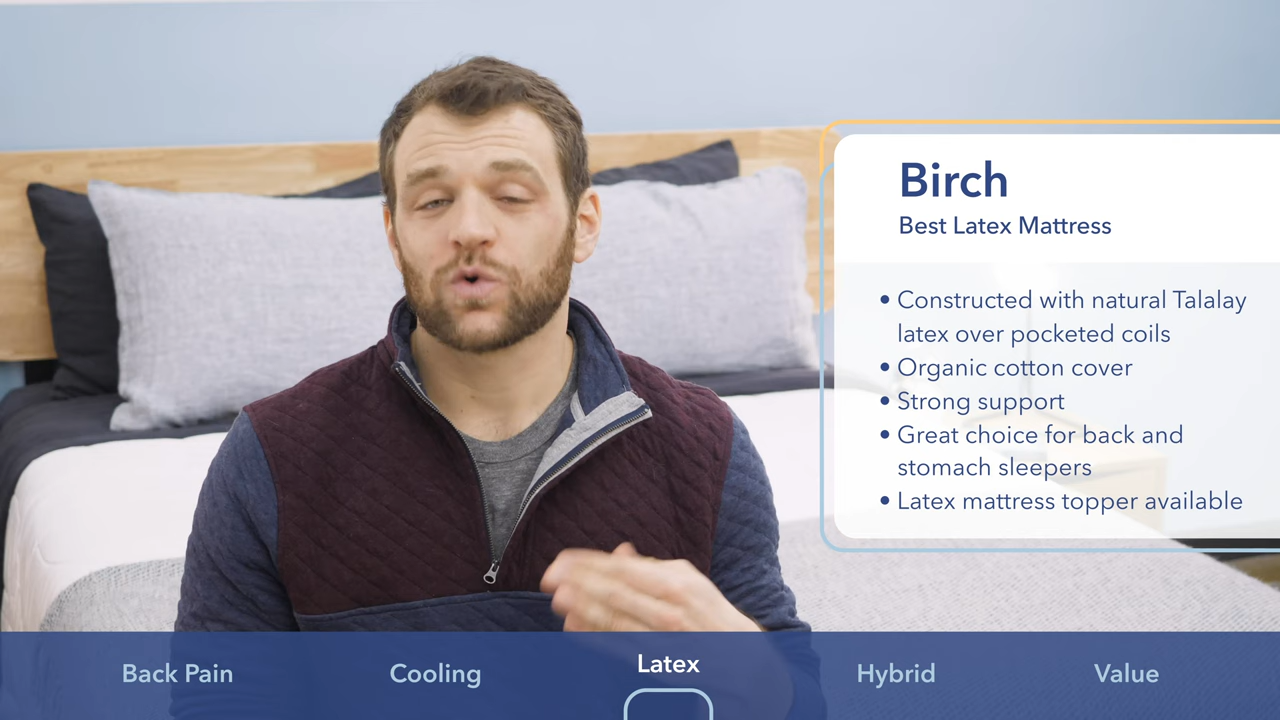 Birch
Best Latex Mattress
• Constructed with natural Talalay
latex over pocketed coils
• Organic cotton cover
• Strong support
• Great choice for back and
stomach sleepers
• Latex mattress topper available
Back Pain
Cooling
Latex
Hybrid
Value